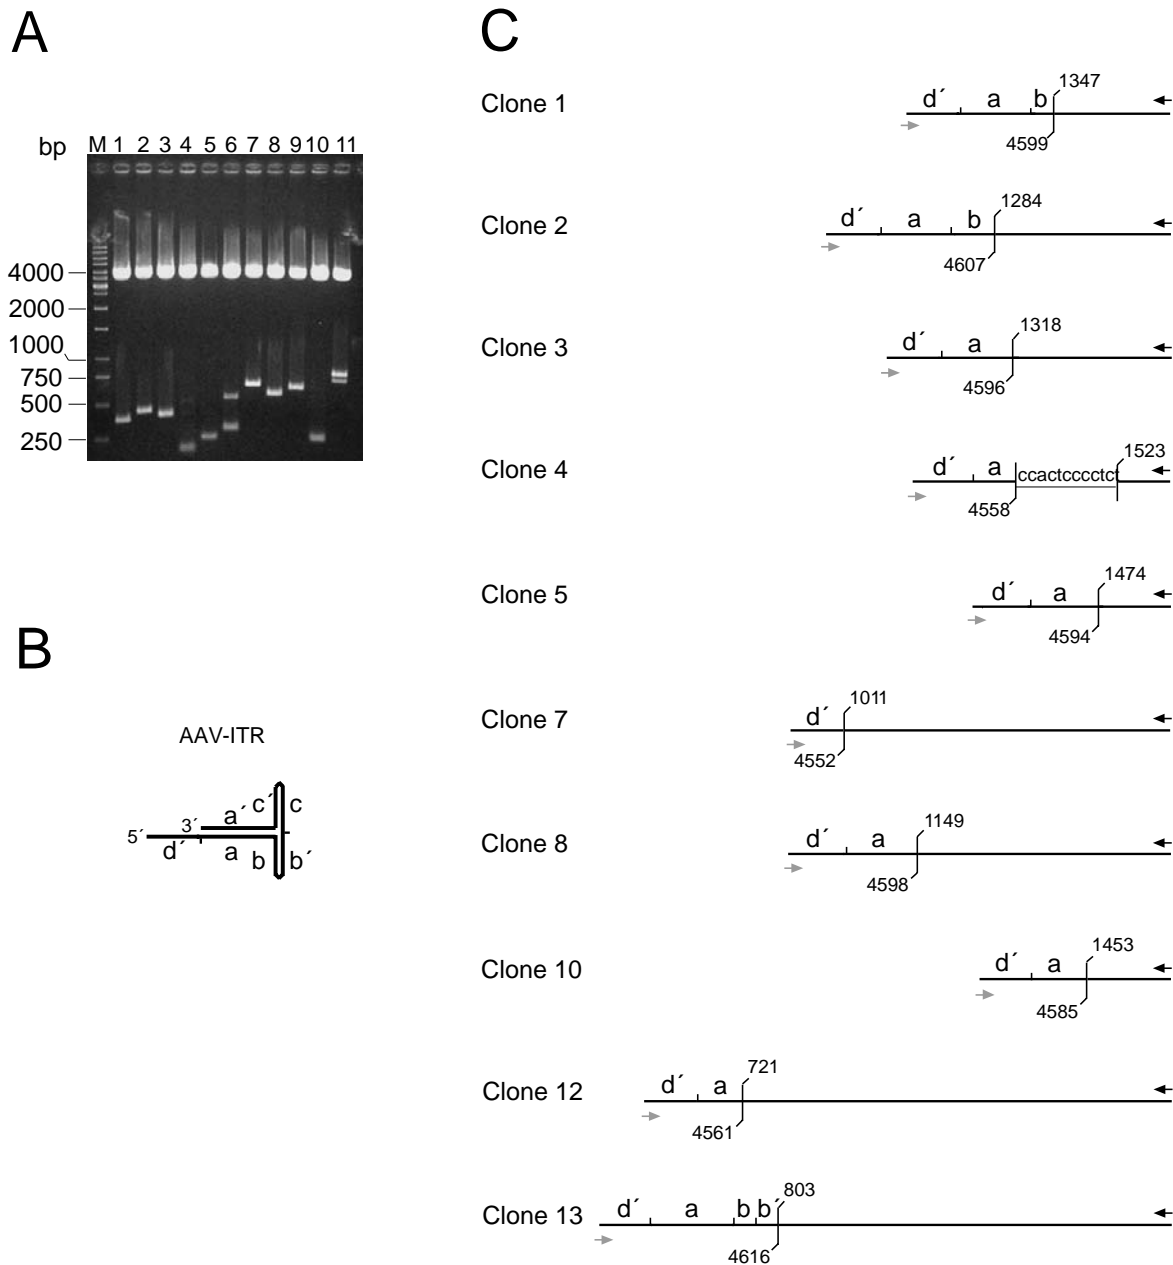 A
bp M 1 2 3 4 5 6 7 8 9 10 11
4000
2000
1000
750
500
250
B
AAV-ITR
5´ 3´ d´ a´ a c´ c b b´
C
Clone 1
d´ a b 1347
4599
Clone 2
d´ a b 1284
4607
Clone 3
d´ a 1318
4596
Clone 4
d´ a ccactcccctct 1523
4558
Clone 5
d´ a 1474
4594
Clone 7
d´ 1011
4552
Clone 8
d´ a 1149
4598
Clone 10
d´ a 1453
4585
Clone 12
d´ a 721
4561
Clone 13
d´ a b b´ 803
4616